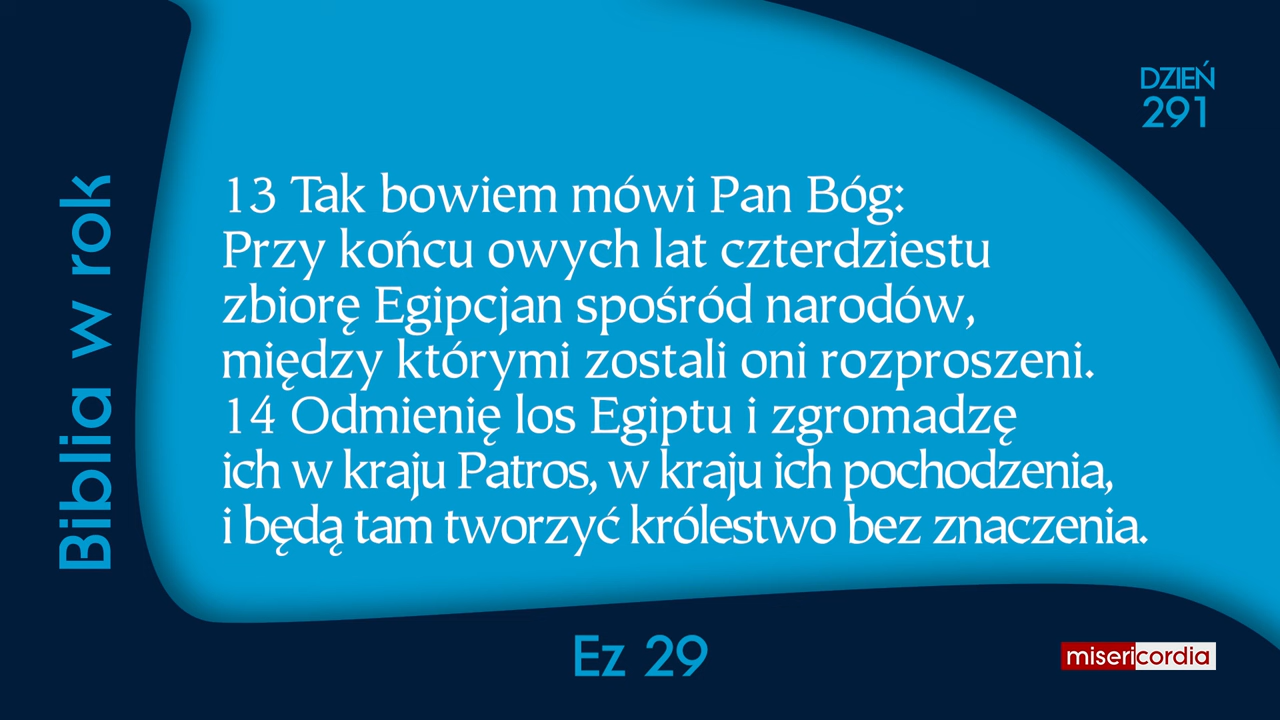 DZIEŃ
291
Biblia w rok
13 Tak bowiem mówi Pan Bóg:
Przy końcu owych lat czterdziestu
zbiorę Egipcjan spośród narodów,
między którymi zostali oni rozproszeni.
14 Odmienię los Egiptu i zgromadzę
ich w kraju Patros, w kraju ich pochodzenia,
i będą tam tworzyć królestwo bez znaczenia.
Ez 29
misericordia